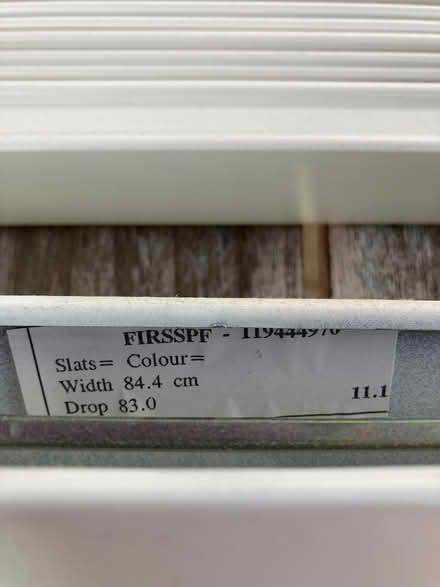 FIRSSPF - 119444970
Slats= Colour=
Width 84.4 cm
11.1
Drop 83.0